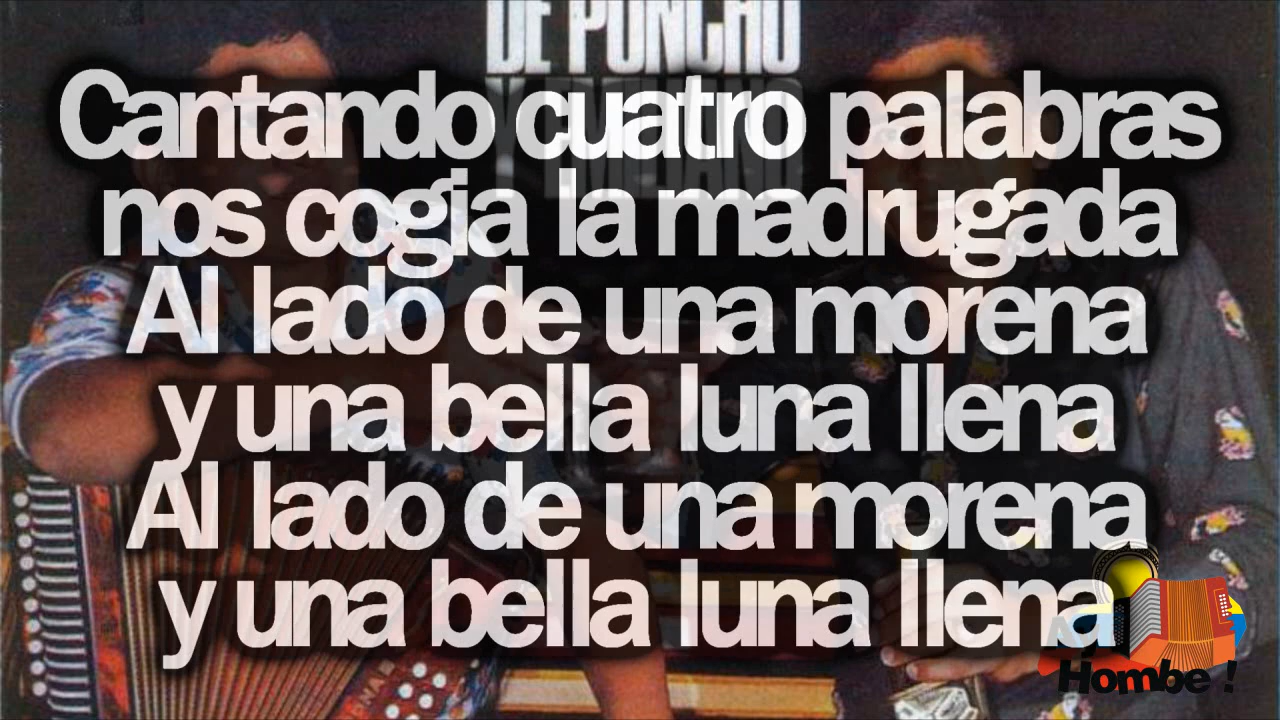 DE PONCHO
Cantando cuatro palabras
nos cogia la madrugada
Al lado de una morena
y una bella luna llena
Al lado de una morena
y una bella luna llena
Hombe !